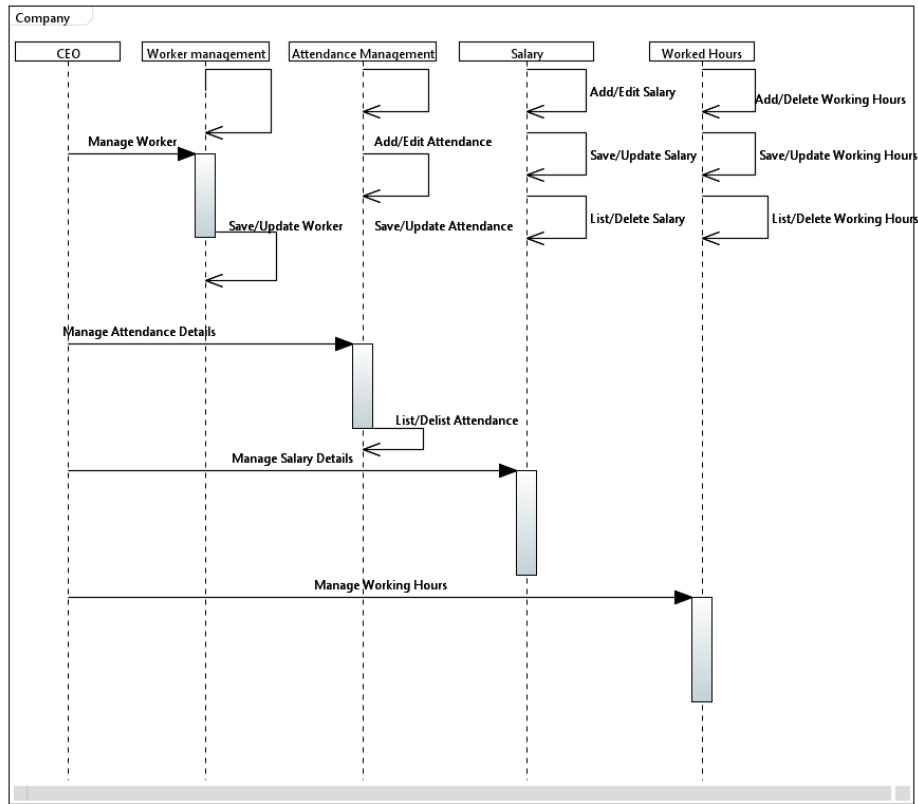 Company
CEO
Worker management
Attendance Management
Salary
Worked Hours
Add/Edit Salary
Add/Delete Working Hours
Manage Worker
Add/Edit Attendance
Save/Update Salary
Save/Update Working Hours
Save/Update Worker
Save/Update Attendance
List/Delete Salary
List/Delete Working Hours
Manage Attendance Details
List/Delist Attendance
Manage Salary Details
Manage Working Hours